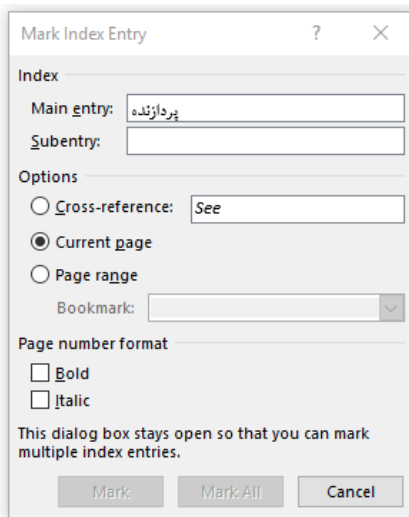 Mark Index Entry ? ×
Index
Main entry: پردازنده
Subentry:
Options
Cross-reference: See
Current page
Page range
Bookmark:
Page number format
Bold
Italic
This dialog box stays open so that you can mark
multiple index entries.
Mark Mark All Cancel